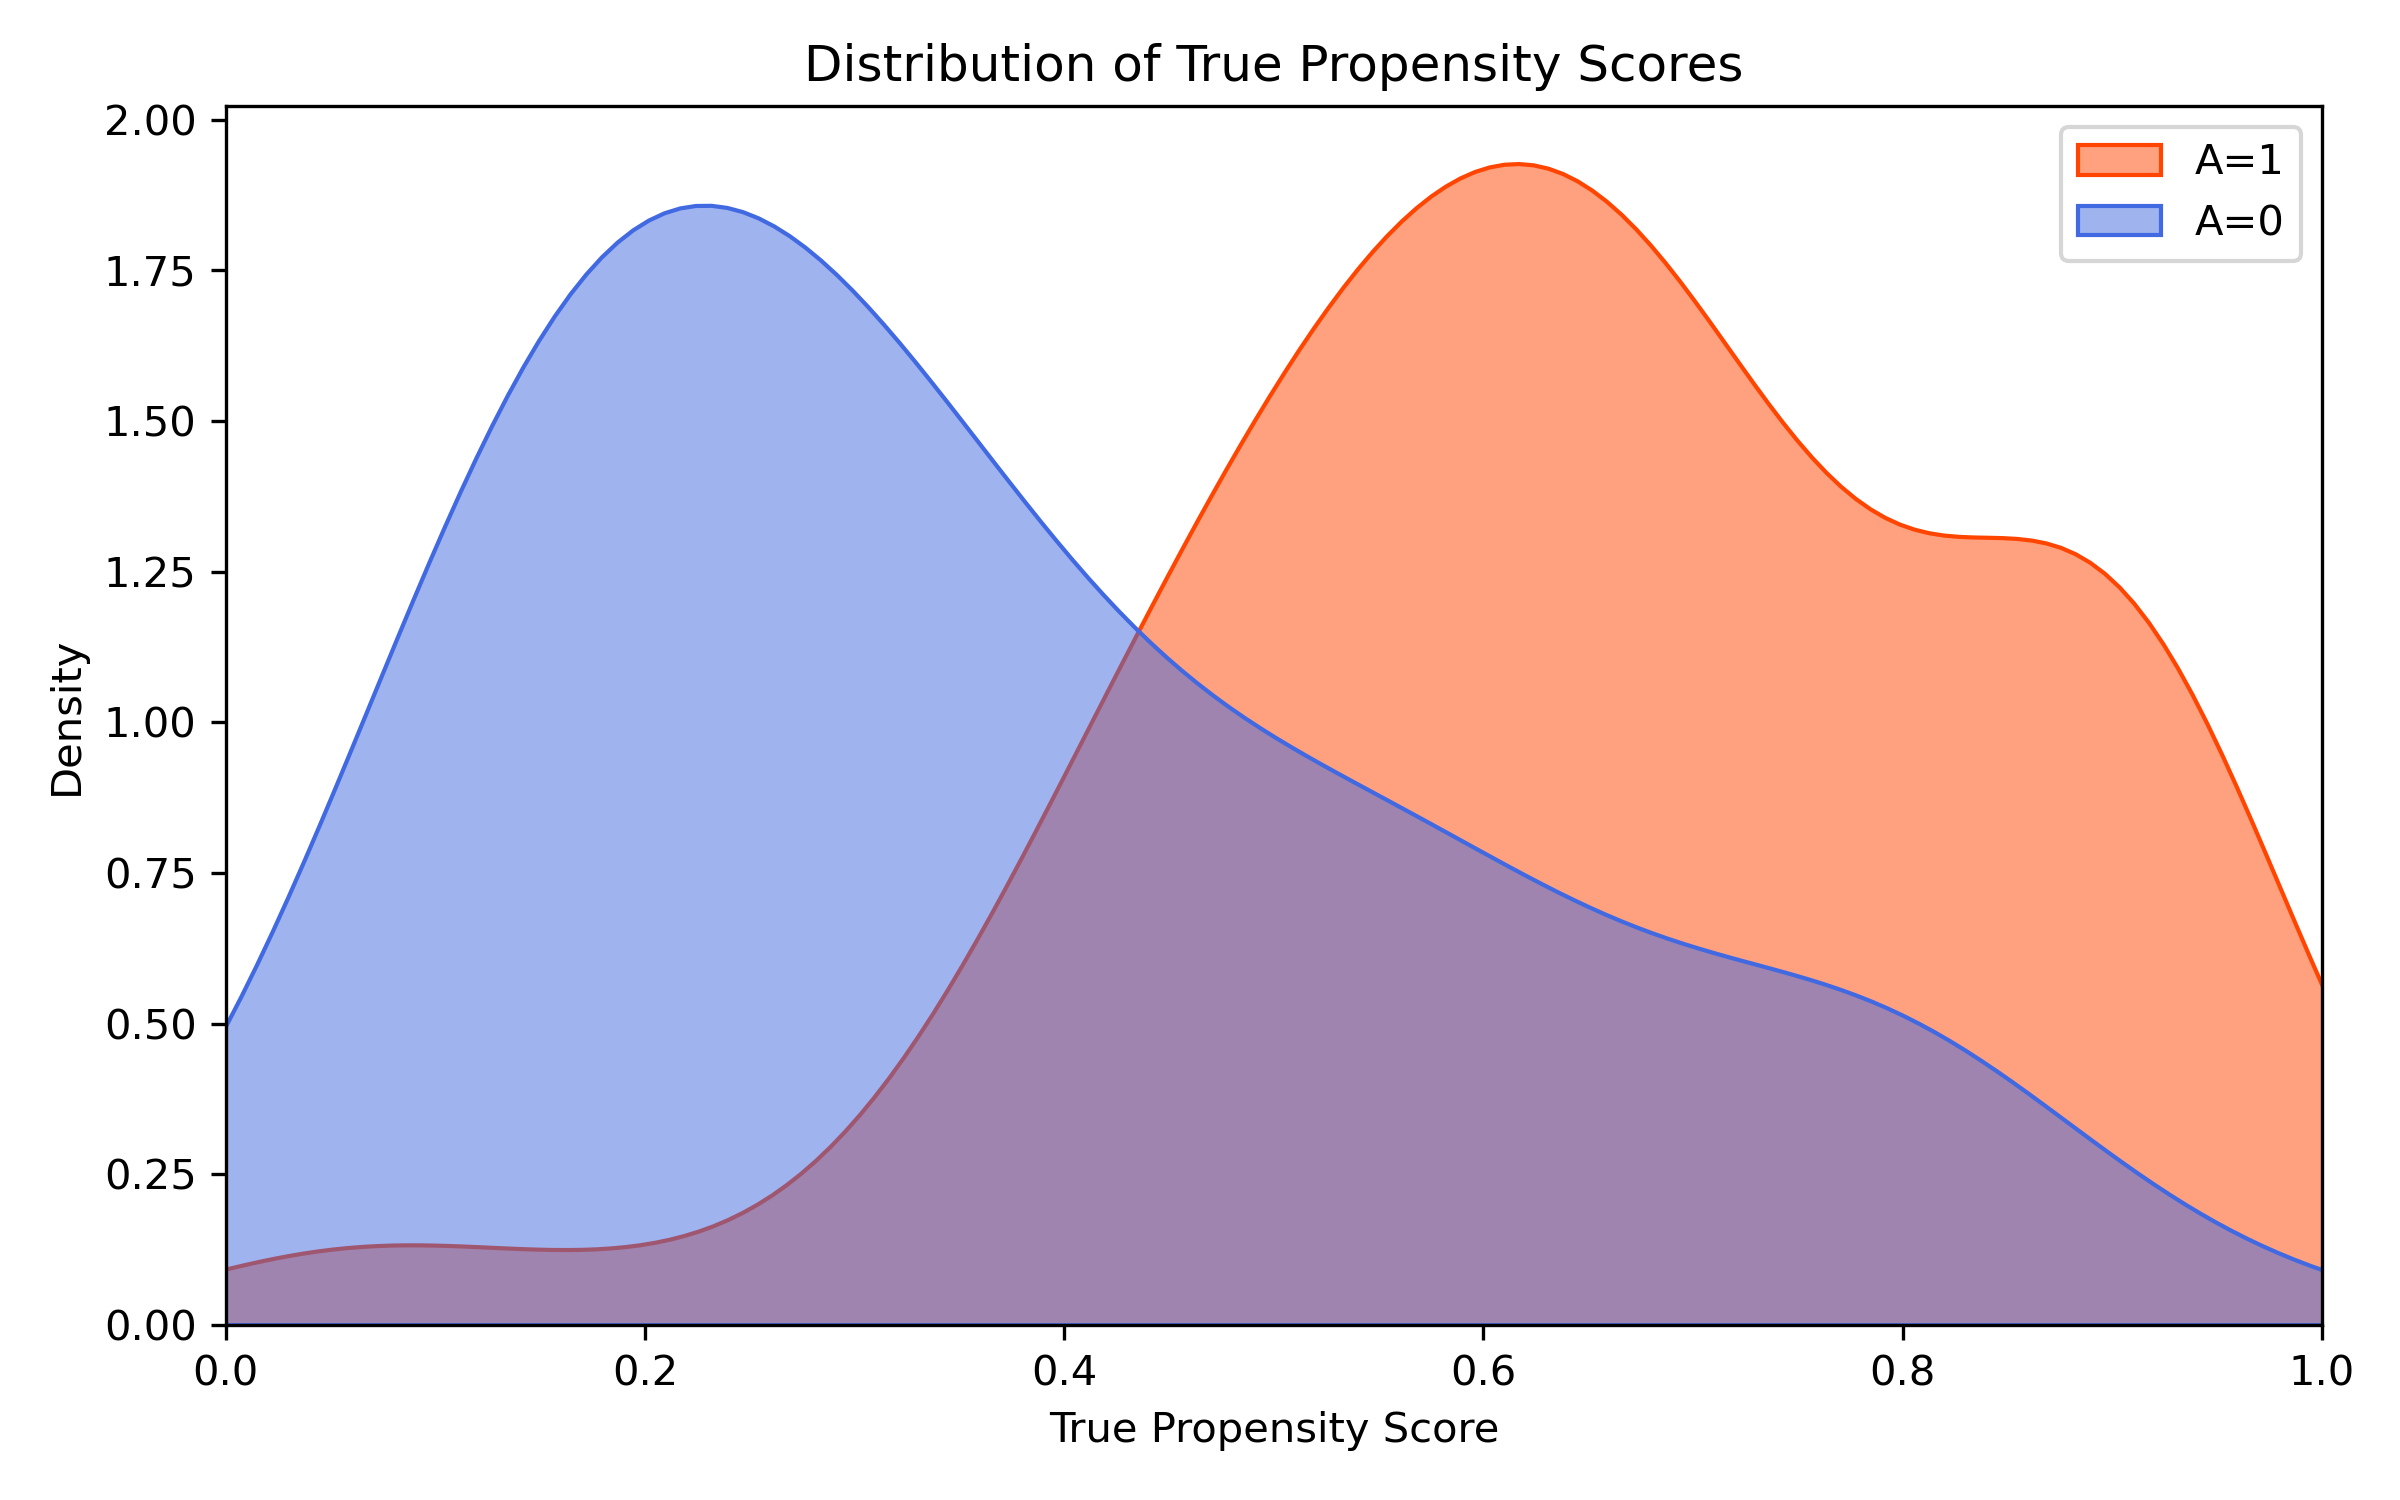 Distribution of True Propensity Scores
A=1
A=0
Density
2.00
1.75
1.50
1.25
1.00
0.75
0.50
0.25
0.00
0.0 0.2 0.4 0.6 0.8 1.0
True Propensity Score